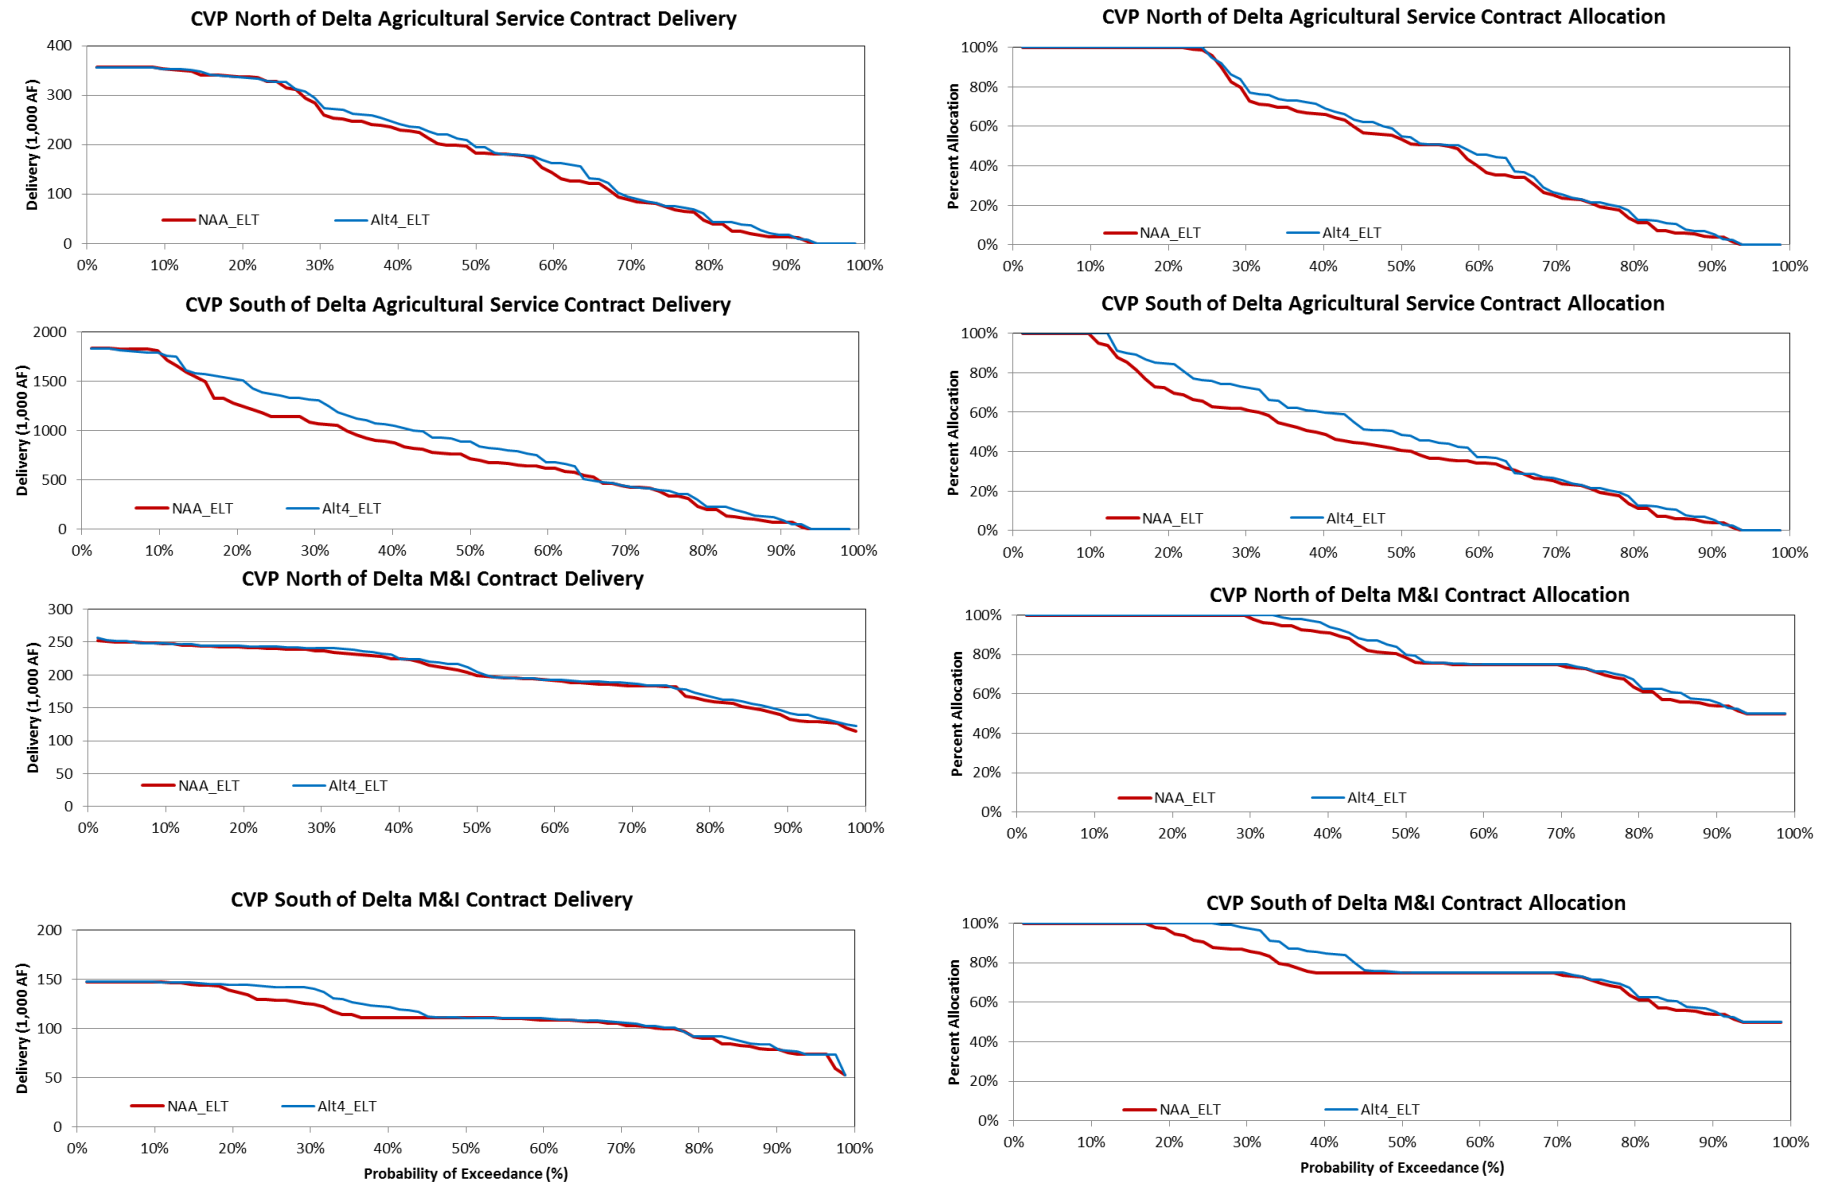 CVP North of Delta Agricultural Service Contract Delivery
Delivery (1,000 AF)
400
300
200
100
0
NAA_ELT Alt4_ELT
0% 10% 20% 30% 40% 50% 60% 70% 80% 90% 100%
CVP North of Delta Agricultural Service Contract Allocation
Percent Allocation
100%
80%
60%
40%
20%
0%
NAA_ELT Alt4_ELT
0% 10% 20% 30% 40% 50% 60% 70% 80% 90% 100%
CVP South of Delta Agricultural Service Contract Delivery
Delivery (1,000 AF)
2000
1500
1000
500
0
NAA_ELT Alt4_ELT
0% 10% 20% 30% 40% 50% 60% 70% 80% 90% 100%
CVP South of Delta Agricultural Service Contract Allocation
Percent Allocation
100%
80%
60%
40%
20%
0%
NAA_ELT Alt4_ELT
0% 10% 20% 30% 40% 50% 60% 70% 80% 90% 100%
CVP North of Delta M&I Contract Delivery
Delivery (1,000 AF)
300
250
200
150
100
50
0
NAA_ELT Alt4_ELT
0% 10% 20% 30% 40% 50% 60% 70% 80% 90% 100%
CVP North of Delta M&I Contract Allocation
Percent Allocation
100%
80%
60%
40%
20%
0%
NAA_ELT Alt4_ELT
0% 10% 20% 30% 40% 50% 60% 70% 80% 90% 100%
CVP South of Delta M&I Contract Delivery
Delivery (1,000 AF)
200
150
100
50
0
NAA_ELT Alt4_ELT
0% 10% 20% 30% 40% 50% 60% 70% 80% 90% 100%
Probability of Exceedance (%)
CVP South of Delta M&I Contract Allocation
Percent Allocation
100%
80%
60%
40%
20%
0%
NAA_ELT Alt4_ELT
0% 10% 20% 30% 40% 50% 60% 70% 80% 90% 100%
Probability of Exceedance (%)